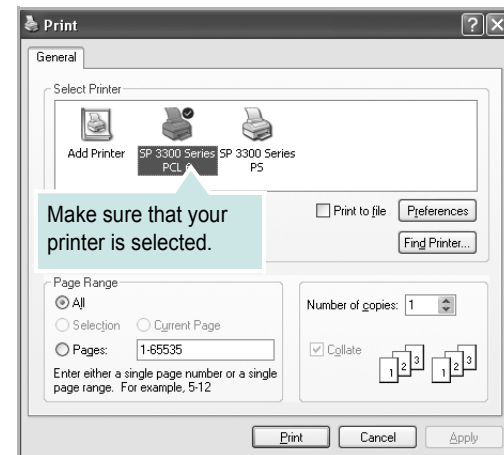 Print
General
Select Printer
Add Printer
SP 3300 Series
PCL 6
SP 3300 Series
PS
Make sure that your
printer is selected.
Print to file
Preferences
Find Printer...
Page Range
All
Selection
Current Page
Pages:
1-65535
Enter either a single page number or a single
page range. For example, 5-12
Number of copies:
1
Collate
1 2 3
1 2 3
Print
Cancel
Apply